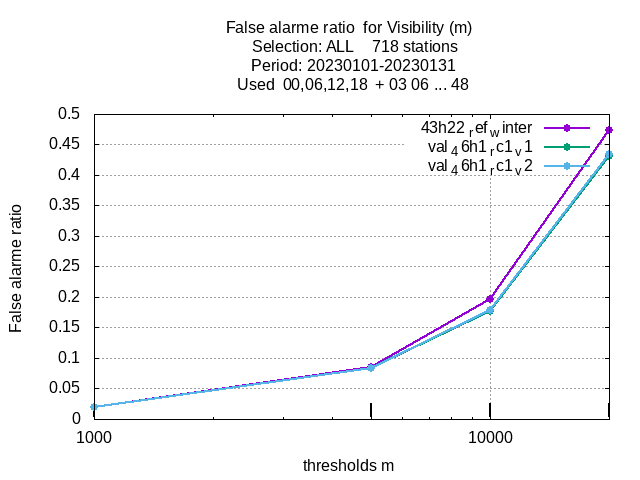 False alarme ratio  for Visibility (m)
Selection: ALL    718 stations
Period: 20230101-20230131
Used  00,06,12,18  + 03 06 ... 48
43h22_ref_winter
val_46h1_rc1_v1
val_46h1_rc1_v2
0.5
0.45
0.4
0.35
0.3
0.25
0.2
0.15
0.1
0.05
0
False alarme ratio
1000
10000
thresholds m